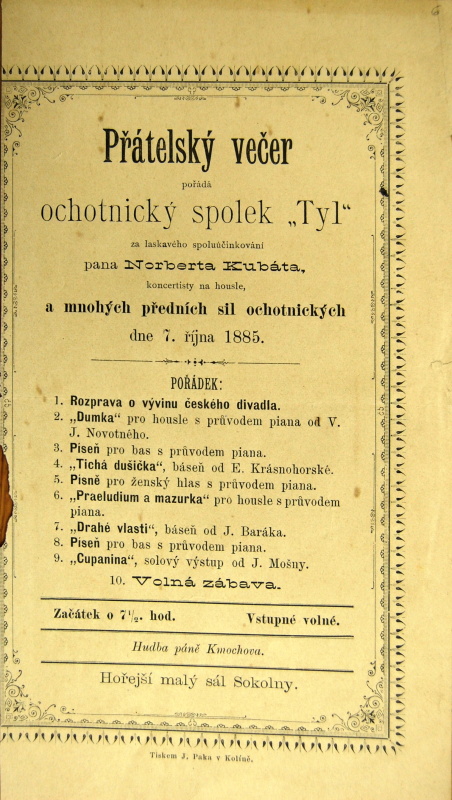 6
Přátelský večer
pořádá
ochotnický spolek „Tyl“
za laskavého spoluúčinkování
pana Norberta Kubáta,
koncertisty na housle,
a mnohých předních sil ochotnických
dne 7. října 1885.
POŘÁDEK:
1. Rozprava o vývinu českého divadla.
2. „Dumka“ pro housle s průvodem piana od V.
J. Novotného.
3. Piseň pro bas s průvodem piana.
4. „Tichá dušička“, báseň od E. Krásnohorské.
5. Pisně pro ženský hlas s průvodem piana.
6. „Praeludium a mazurka“ pro housle s průvodem
piana.
7. „Drahé vlasti“, báseň od J. Baráka.
8. Piseň pro bas s průvodem piana.
9. „Cupanina“, solový výstup od J. Mošny.
10. Volná zábava.
Začátek o 7½. hod. Vstupné volné.
Hudba páně Kmochova.
Hořejší malý sál Sokolny.
Tiskem J. Paka v Kolíně.